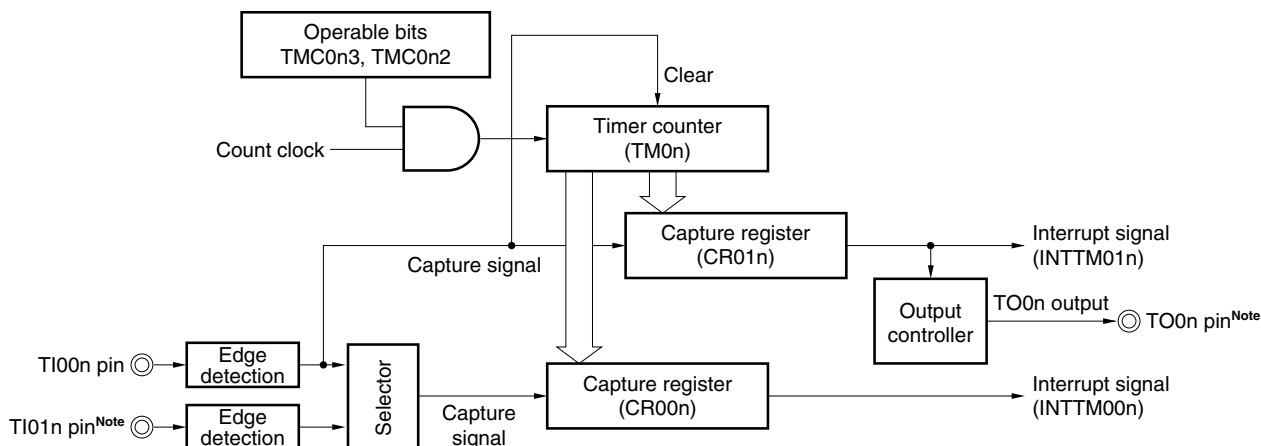 Operable bits
TMC0n3, TMC0n2
Clear
Timer counter
(TM0n)
Count clock
Capture register
(CR01n)
Interrupt signal
(INTTM01n)
Capture signal
Output
controller
TO0n output
TO0n pinNote
TI00n pin
Edge
detection
Selector
Capture register
(CR00n)
Interrupt signal
(INTTM00n)
TI01n pinNote
Edge
detection
Capture
signal